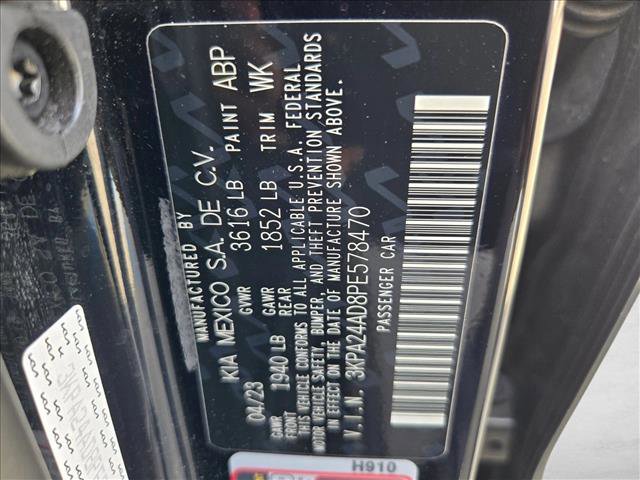 MANUFACTURED BY
KIA MEXICO S.A. DE C.V.
04/23 GVWR 3616 LB PAINT ABP
GAWR FRONT 1940 LB GAWR REAR 1852 LB TRIM WK
THIS VEHICLE CONFORMS TO ALL APPLICABLE U.S.A. FEDERAL
MOTOR VEHICLE SAFETY, BUMPER, AND THEFT PREVENTION STANDARDS
IN EFFECT ON THE DATE OF MANUFACTURE SHOWN ABOVE.
V.I.N. 3KPA24AD8PE578470
PASSENGER CAR
H910